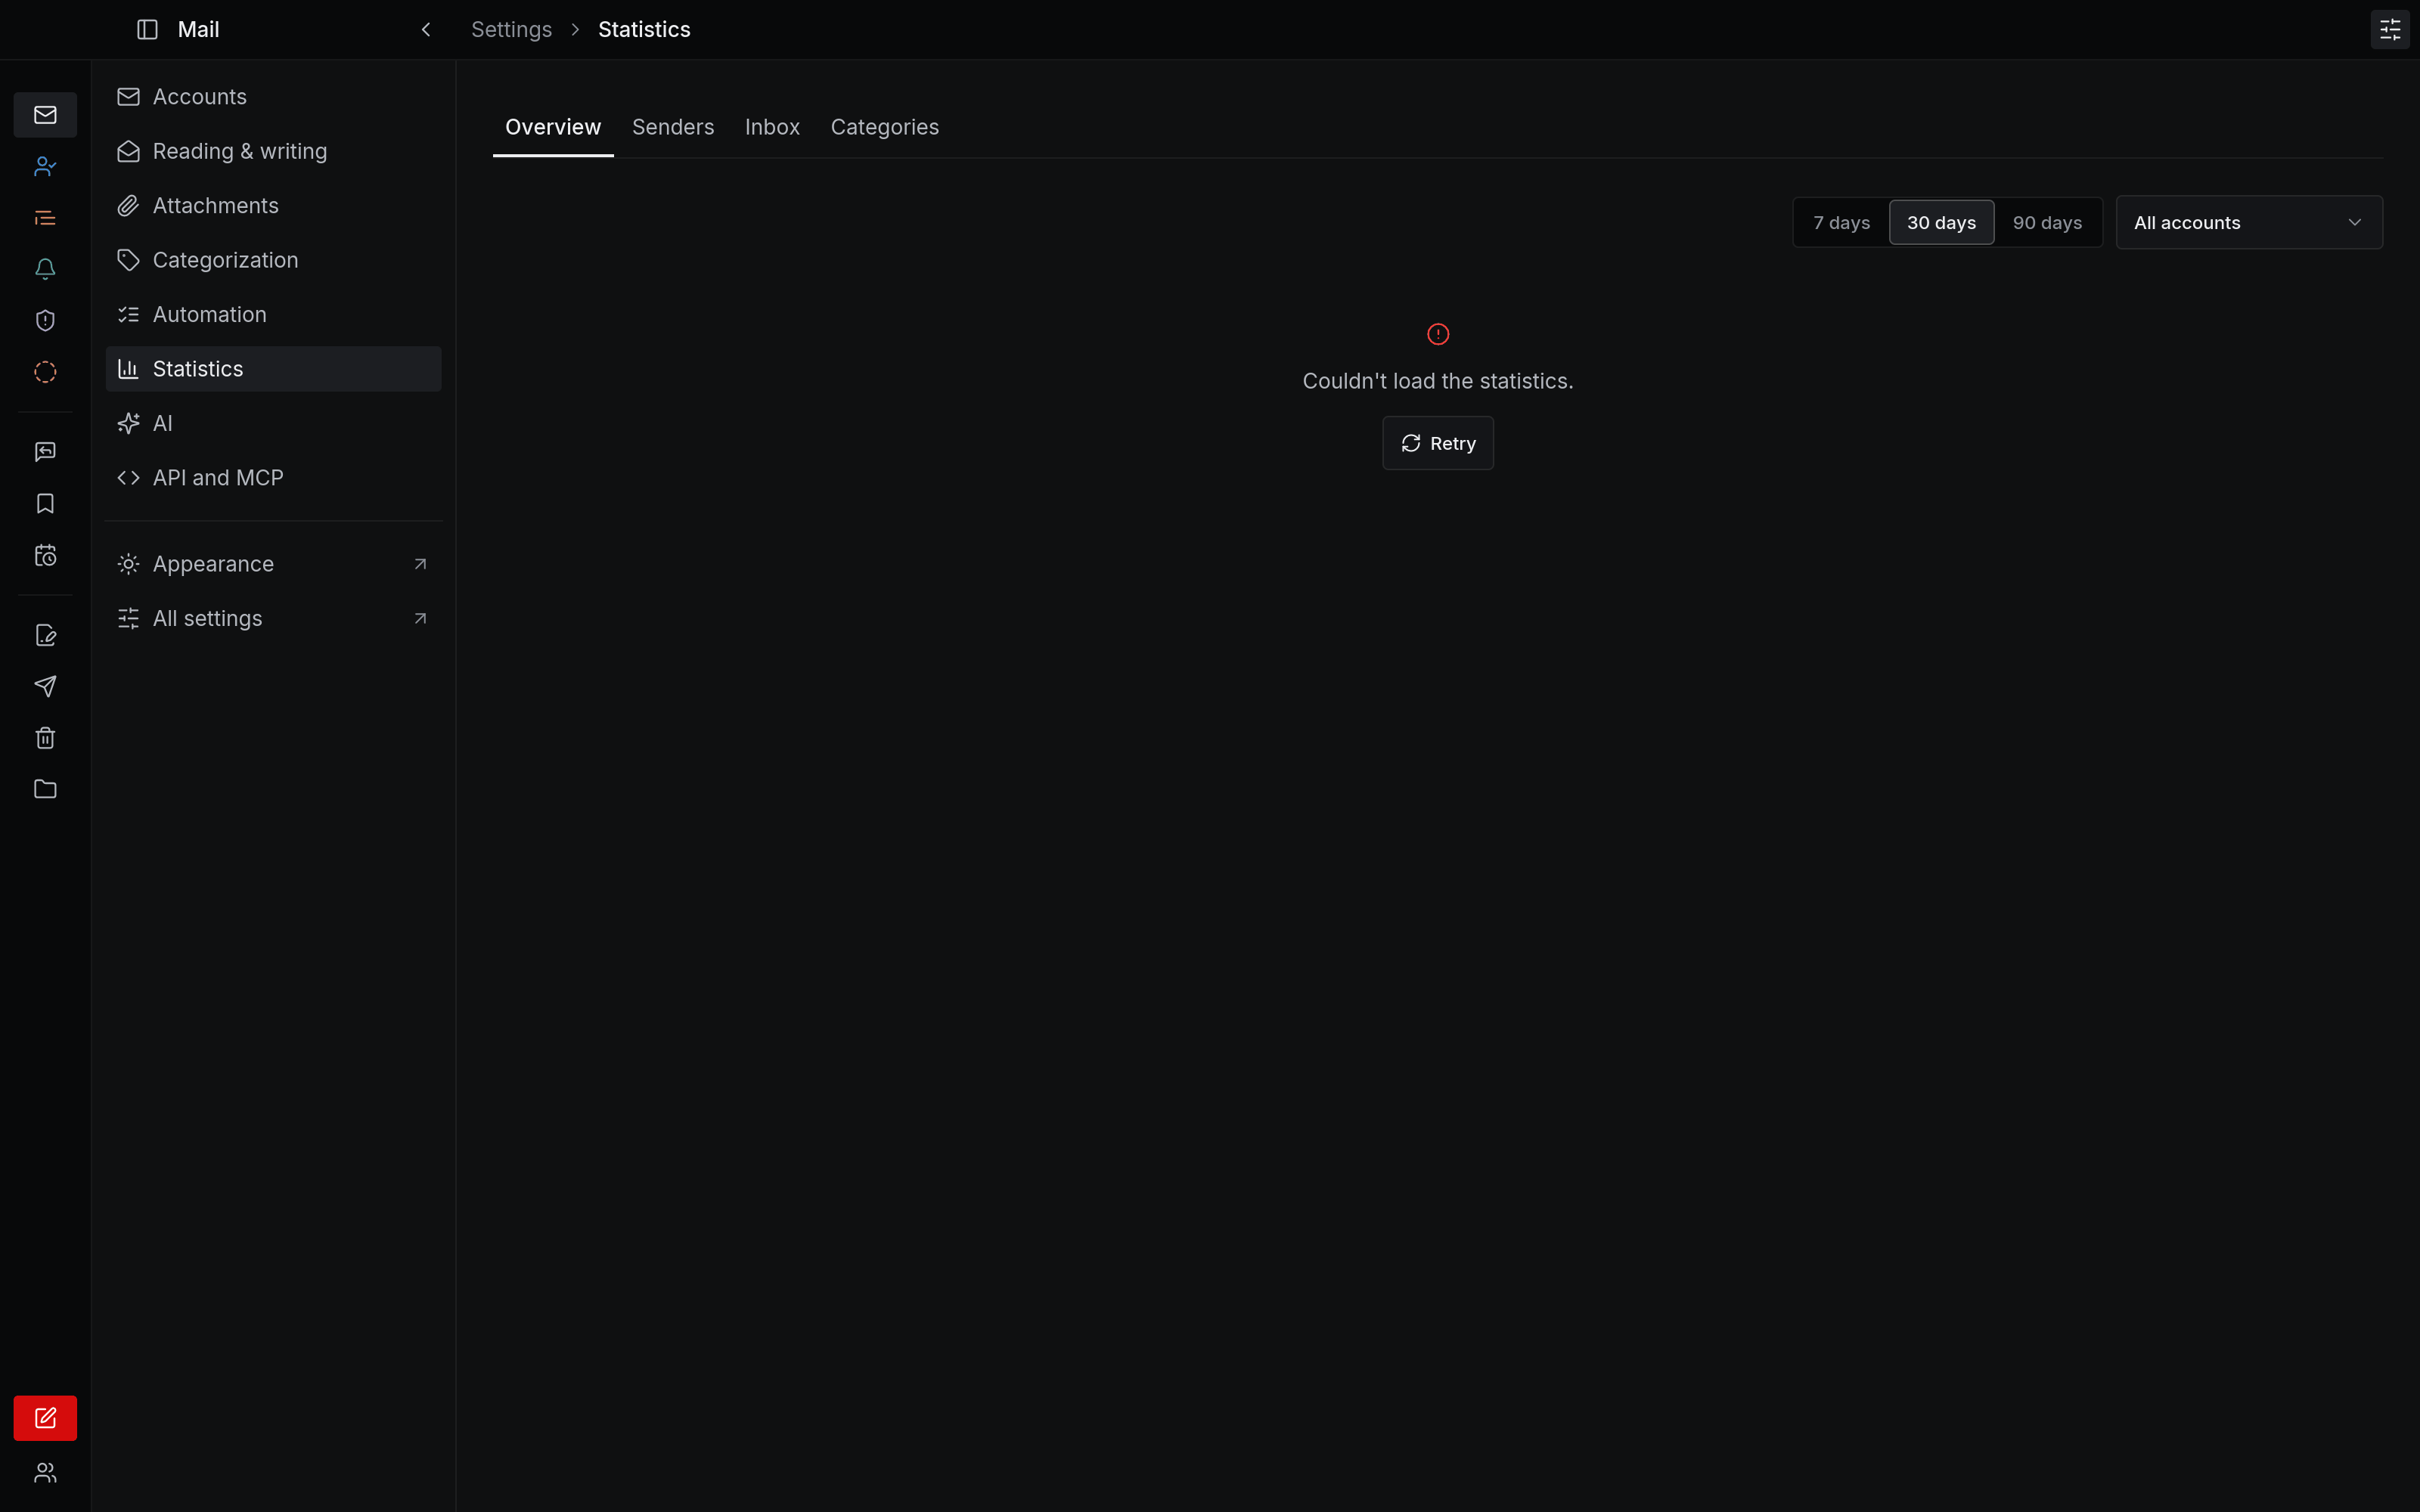 Mail
Settings > Statistics
Accounts
Reading & writing
Attachments
Categorization
Automation
Statistics
AI
API and MCP
Appearance
All settings
Overview Senders Inbox Categories
7 days 30 days 90 days All accounts
Couldn't load the statistics.
Retry